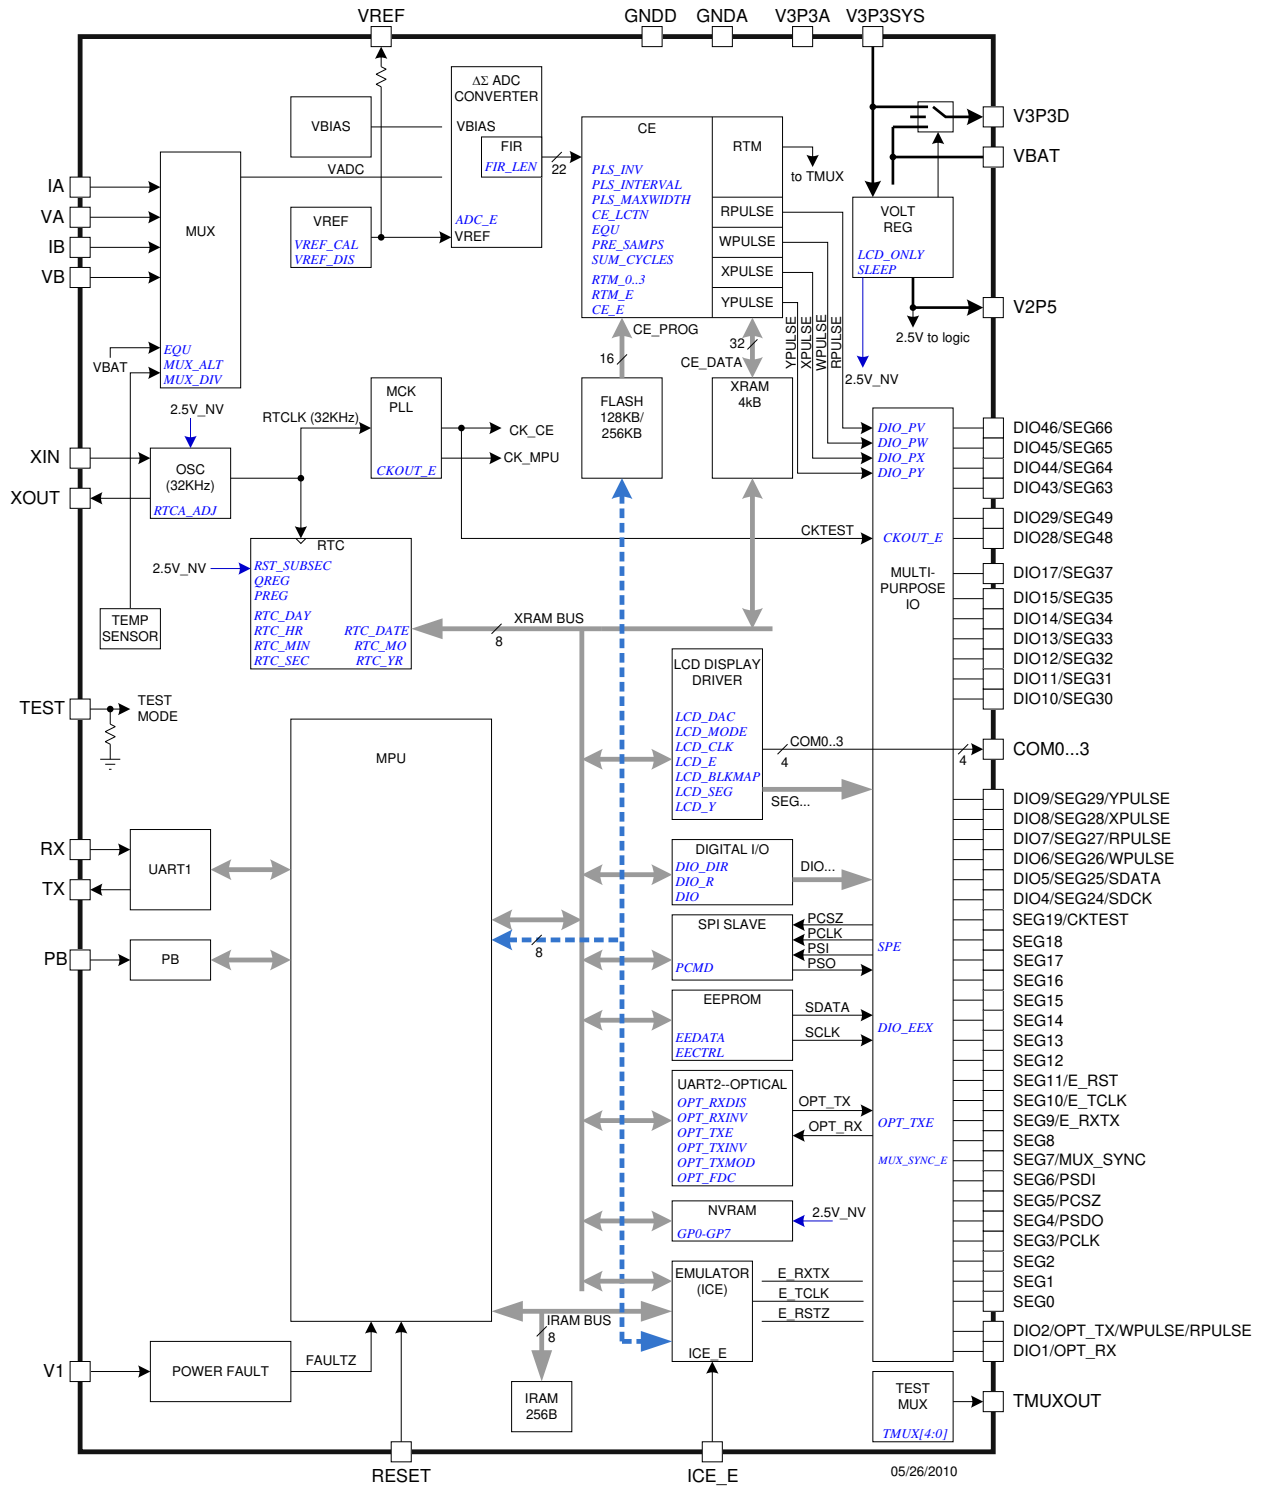 VREF
GNDD
GNDA
V3P3A
V3P3SYS
IA
VA
IB
VB
XIN
XOUT
TEST
RX
TX
PB
V1
MUX
EQU
MUX_ALT
MUX_DIV
VBAT
VBIAS
VREF
VREF_CAL
VREF_DIS
VADC
ΔΣ ADC
CONVERTER
VBIAS
FIR
FIR_LEN
ADC_E
VREF
22
CE
PLS_INV
PLS_INTERVAL
PLS_MAXWIDTH
CE_LCTN
EQU
PRE_SAMPS
SUM_CYCLES
RTM_0..3
RTM_E
CE_E
RTM
to TMUX
RPULSE
WPULSE
XPULSE
YPULSE
VOLT
REG
LCD_ONLY
SLEEP
V3P3D
VBAT
V2P5
2.5V to logic
2.5V_NV
YPULSE
XPULSE
WPULSE
RPULSE
CE_PROG
16
32
CE_DATA
FLASH
128KB/
256KB
XRAM
4kB
MCK
PLL
CKOUT_E
RTCLK (32KHz)
CK_CE
CK_MPU
2.5V_NV
OSC
(32KHz)
RTCA_ADJ
2.5V_NV
RTC
RST_SUBSEC
QREG
PREG
RTC_DAY
RTC_HR
RTC_MIN
RTC_SEC
RTC_DATE
RTC_MO
RTC_YR
TEMP
SENSOR
TEST
MODE
XRAM BUS
8
CKTEST
DIO_PV
DIO_PW
DIO_PX
DIO_PY
CKOUT_E
MULTI-
PURPOSE
IO
SPE
DIO_EEX
OPT_TXE
MUX_SYNC_E
MPU
UART1
PB
POWER FAULT
FAULTZ
8
LCD DISPLAY
DRIVER
LCD_DAC
LCD_MODE
LCD_CLK
LCD_E
LCD_BLKMAP
LCD_SEG
LCD_Y
COM0..3
4
4
SEG...
DIGITAL I/O
DIO_DIR
DIO_R
DIO
DIO...
SPI SLAVE
PCMD
PCSZ
PCLK
PSI
PSO
EEPROM
EEDATA
EECTRL
SDATA
SCLK
UART2--OPTICAL
OPT_RXDIS
OPT_RXINV
OPT_TXE
OPT_TXINV
OPT_TXMOD
OPT_FDC
OPT_TX
OPT_RX
NVRAM
GP0-GP7
2.5V_NV
EMULATOR
(ICE)
ICE_E
E_RXTX
E_TCLK
E_RSTZ
IRAM BUS
8
IRAM
256B
TEST
MUX
TMUX[4:0]
DIO46/SEG66
DIO45/SEG65
DIO44/SEG64
DIO43/SEG63
DIO29/SEG49
DIO28/SEG48
DIO17/SEG37
DIO15/SEG35
DIO14/SEG34
DIO13/SEG33
DIO12/SEG32
DIO11/SEG31
DIO10/SEG30
COM0...3
DIO9/SEG29/YPULSE
DIO8/SEG28/XPULSE
DIO7/SEG27/RPULSE
DIO6/SEG26/WPULSE
DIO5/SEG25/SDATA
DIO4/SEG24/SDCK
SEG19/CKTEST
SEG18
SEG17
SEG16
SEG15
SEG14
SEG13
SEG12
SEG11/E_RST
SEG10/E_TCLK
SEG9/E_RXTX
SEG8
SEG7/MUX_SYNC
SEG6/PSDI
SEG5/PCSZ
SEG4/PSDO
SEG3/PCLK
SEG2
SEG1
SEG0
DIO2/OPT_TX/WPULSE/RPULSE
DIO1/OPT_RX
TMUXOUT
RESET
ICE_E
05/26/2010